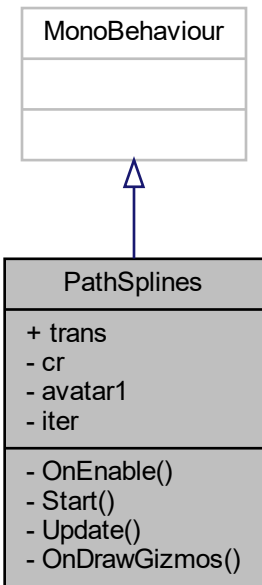 MonoBehaviour
PathSplines
+ trans
- cr
- avatar1
- iter
- OnEnable()
- Start()
- Update()
- OnDrawGizmos()